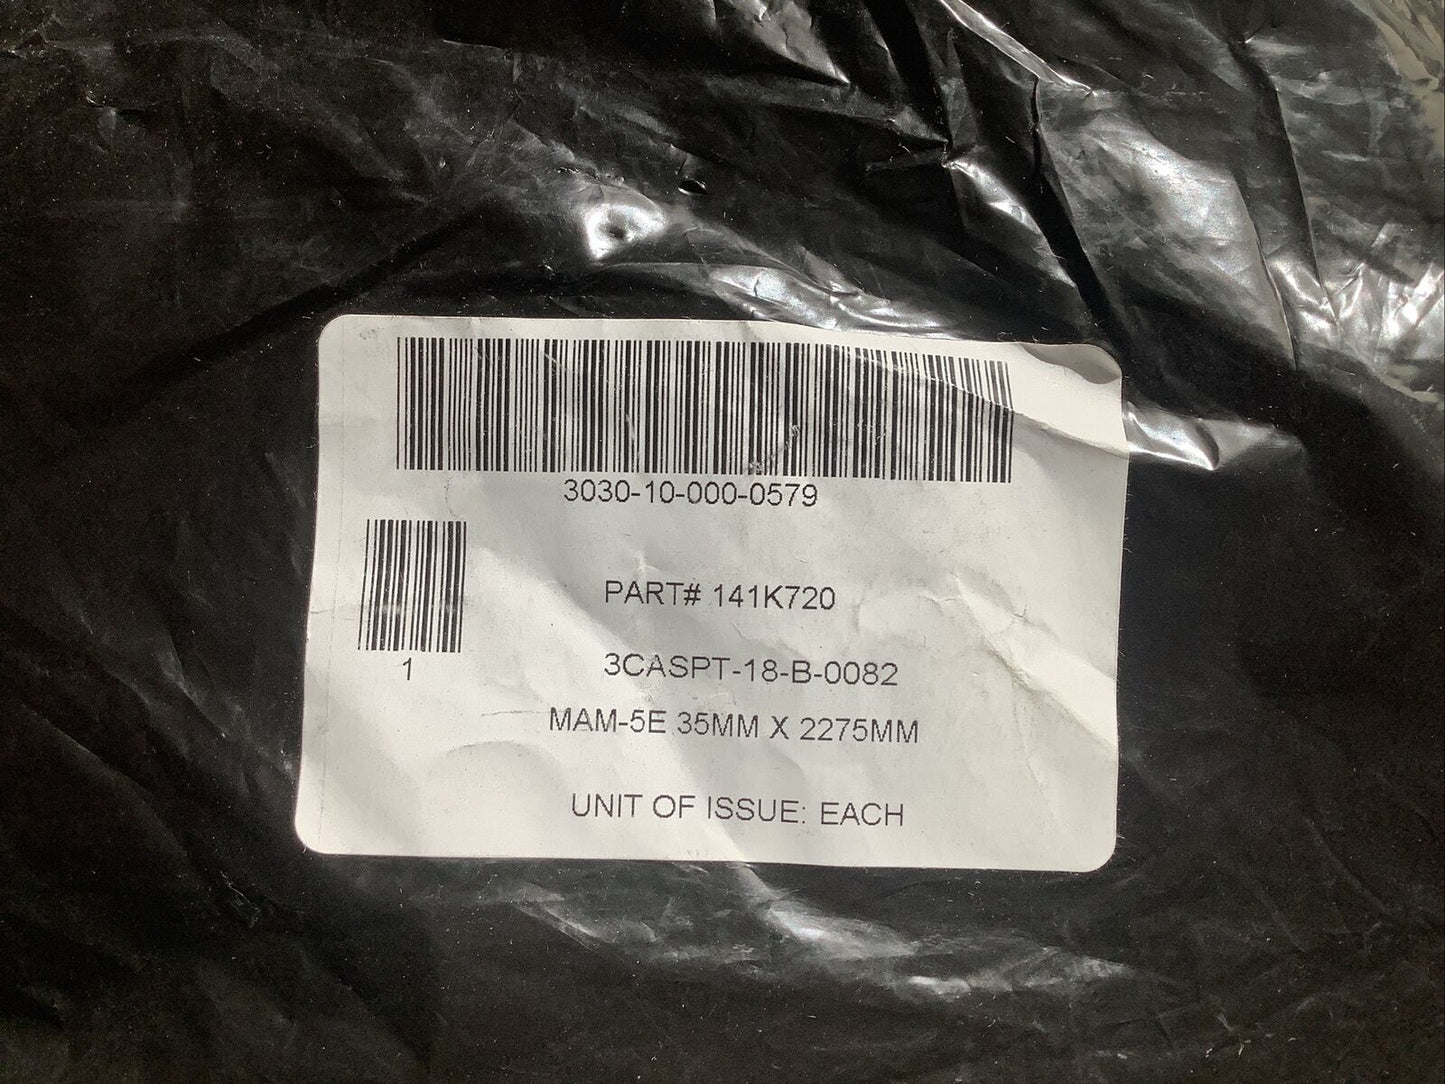 3030-10-000-0579
1
PART# 141K720
3CASPT-18-B-0082
MAM-5E 35MM X 2275MM
UNIT OF ISSUE: EACH